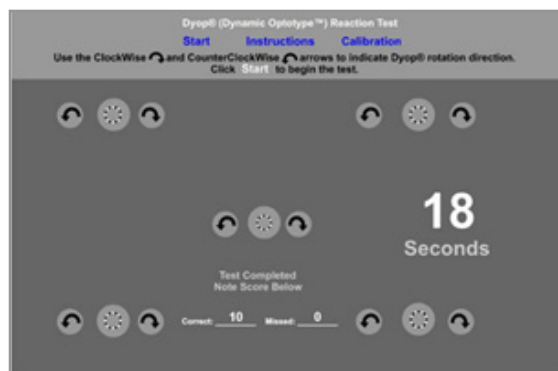 Dyop® (Dynamic Optotype™) Reaction Test
Start Instructions Calibration
Use the ClockWise and CounterClockWise arrows to indicate Dyop® rotation direction.
Click Start to begin the test.
18
Seconds
Test Completed
Note Score Below
Correct: 10 Missed: 0